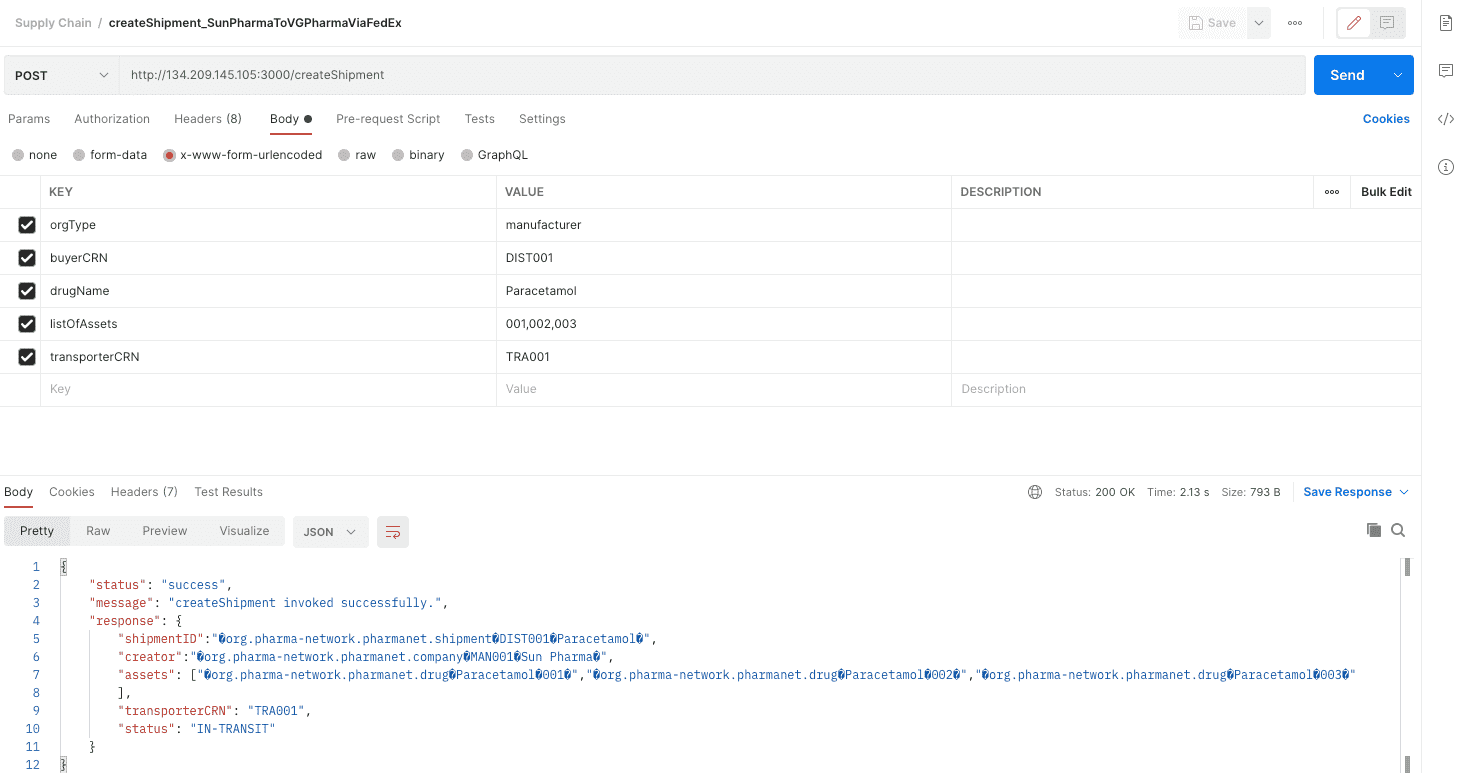 Supply Chain / createShipment_SunPharmaToVGPharmaViaFedEx Save
POST http://134.209.145.105:3000/createShipment Send
Params Authorization Headers (8) Body Pre-request Script Tests Settings Cookies
none form-data x-www-form-urlencoded raw binary GraphQL
KEY VALUE DESCRIPTION Bulk Edit
orgType manufacturer
buyerCRN DIST001
drugName Paracetamol
listOfAssets 001,002,003
transporterCRN TRA001
Key Value Description
Body Cookies Headers (7) Test Results Status: 200 OK Time: 2.13 s Size: 793 B Save Response
Pretty Raw Preview Visualize JSON
1 {
2 "status": "success",
3 "message": "createShipment invoked successfully.",
4 "response": {
5 "shipmentID":"�org.pharma-network.pharmanet.shipment�DIST001�Paracetamol�",
6 "creator":"�org.pharma-network.pharmanet.company�MAN001�Sun Pharma�",
7 "assets": ["�org.pharma-network.pharmanet.drug�Paracetamol�001�","�org.pharma-network.pharmanet.drug�Paracetamol�002�","�org.pharma-network.pharmanet.drug�Paracetamol�003�"
8 ],
9 "transporterCRN": "TRA001",
10 "status": "IN-TRANSIT"
11 }
12 }